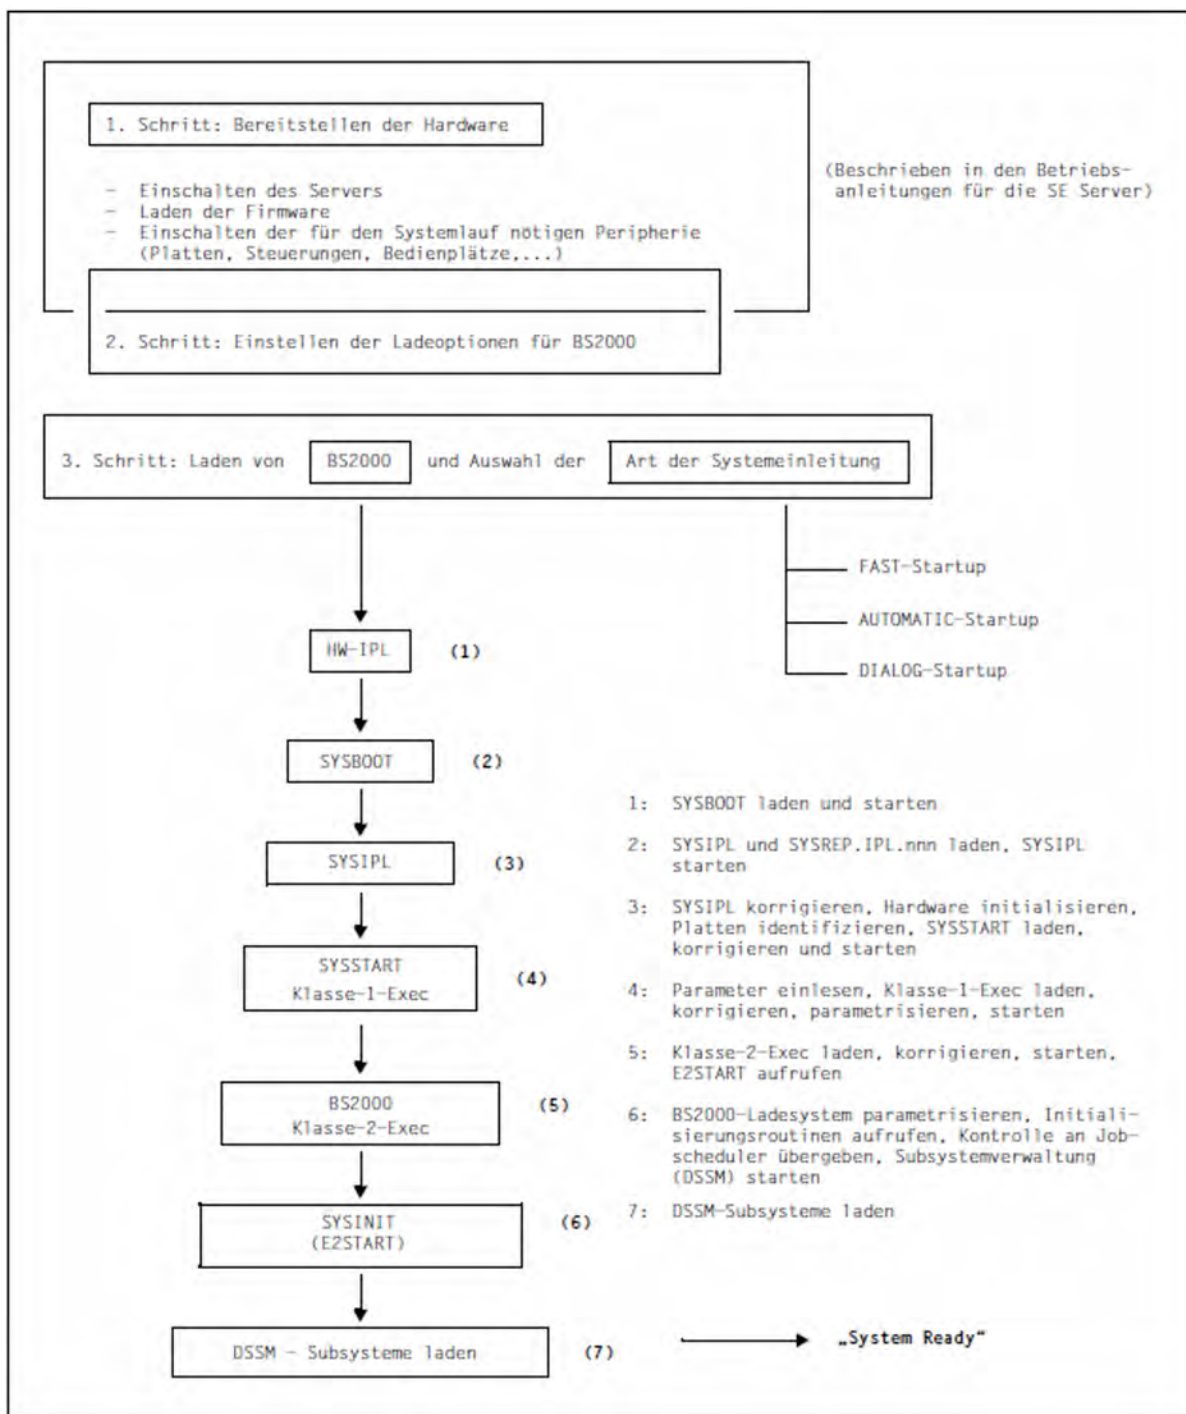 1. Schritt: Bereitstellen der Hardware
(Beschrieben in den Betriebs-
anleitungen für die SE Server)
– Einschalten des Servers
– Laden der Firmware
– Einschalten der für den Systemlauf nötigen Peripherie
(Platten, Steuerungen, Bedienplätze,...)
2. Schritt: Einstellen der Ladeoptionen für BS2000
3. Schritt: Laden von BS2000 und Auswahl der Art der Systemeinleitung
FAST-Startup
AUTOMATIC-Startup
DIALOG-Startup
HW-IPL (1)
SYSBOOT (2)
SYSIPL (3)
SYSSTART
Klasse-1-Exec (4)
BS2000
Klasse-2-Exec (5)
SYSINIT
(E2START) (6)
DSSM - Subsysteme laden (7)
1: SYSBOOT laden und starten
2: SYSIPL und SYSREP.IPL.nnn laden, SYSIPL
starten
3: SYSIPL korrigieren, Hardware initialisieren,
Platten identifizieren, SYSSTART laden,
korrigieren und starten
4: Parameter einlesen, Klasse-1-Exec laden,
korrigieren, parametrisieren, starten
5: Klasse-2-Exec laden, korrigieren, starten,
E2START aufrufen
6: BS2000-Ladesystem parametrisieren, Initiali-
sierungsroutinen aufrufen, Kontrolle an Job-
scheduler übergeben, Subsystemverwaltung
(DSSM) starten
7: DSSM-Subsysteme laden
„System Ready“